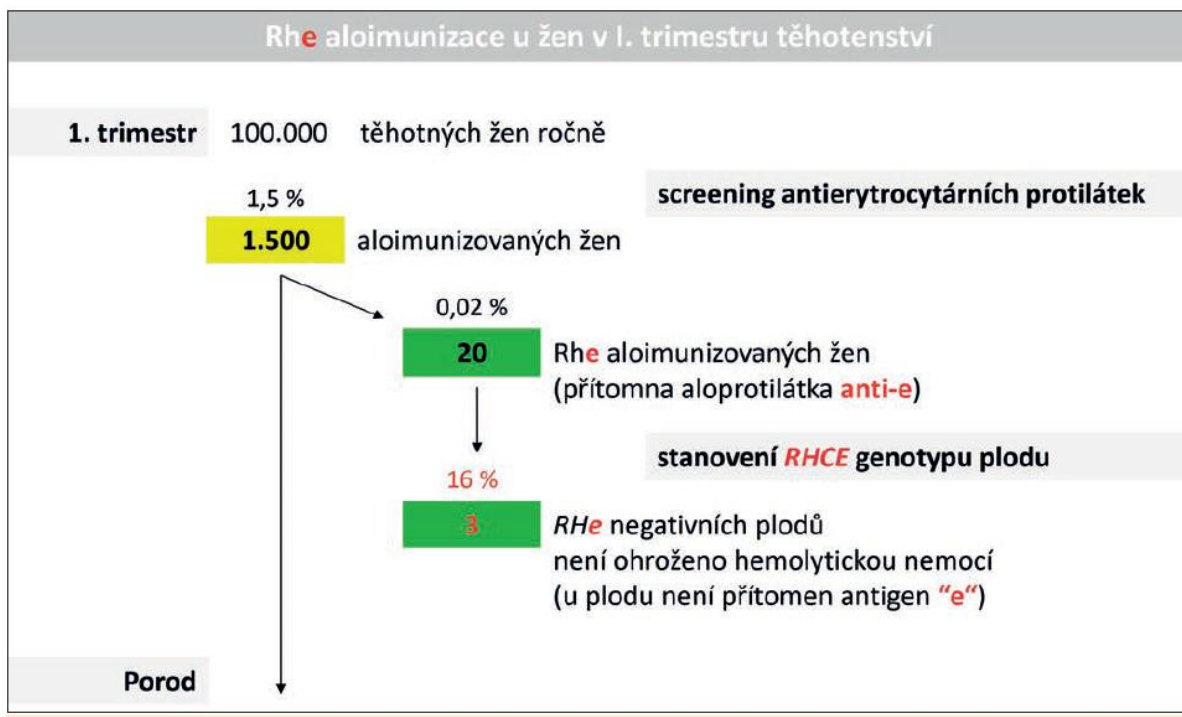 Rhe aloimunizace u žen v I. trimestru těhotenství
1. trimestr 100.000 těhotných žen ročně
screening antierytrocytárních protilátek
1,5 %
1.500 aloimunizovaných žen
0,02 %
20 Rhe aloimunizovaných žen
(přítomna aloprotilátka anti-e)
stanovení RHCE genotypu plodu
16 %
3 RHe negativních plodů
není ohroženo hemolytickou nemocí
(u plodu není přítomen antigen “e“)
Porod